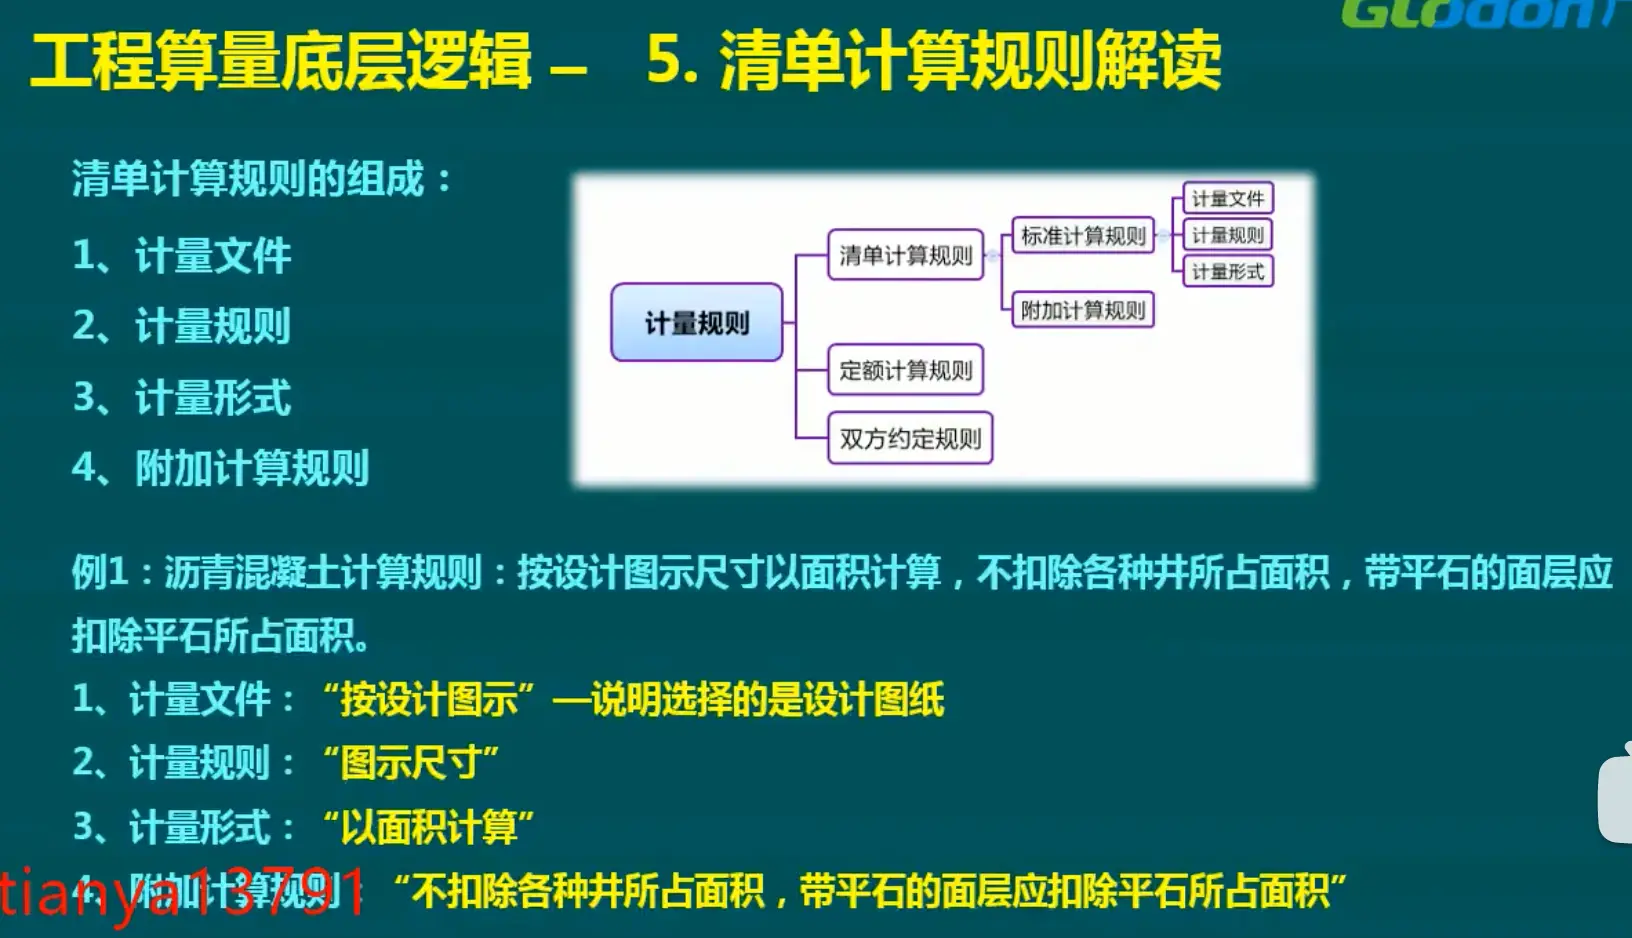 Glodon
工程算量底层逻辑 – 5. 清单计算规则解读
清单计算规则的组成：
1、计量文件
2、计量规则
3、计量形式
4、附加计算规则
计量规则
清单计算规则
标准计算规则
计量文件
计量规则
计量形式
附加计算规则
定额计算规则
双方约定规则
例1：沥青混凝土计算规则：按设计图示尺寸以面积计算，不扣除各种井所占面积，带平石的面层应
扣除平石所占面积。
1、计量文件：“按设计图示”—说明选择的是设计图纸
2、计量规则：“图示尺寸”
3、计量形式：“以面积计算”
4、附加计算规则：“不扣除各种井所占面积，带平石的面层应扣除平石所占面积”
tianya13791